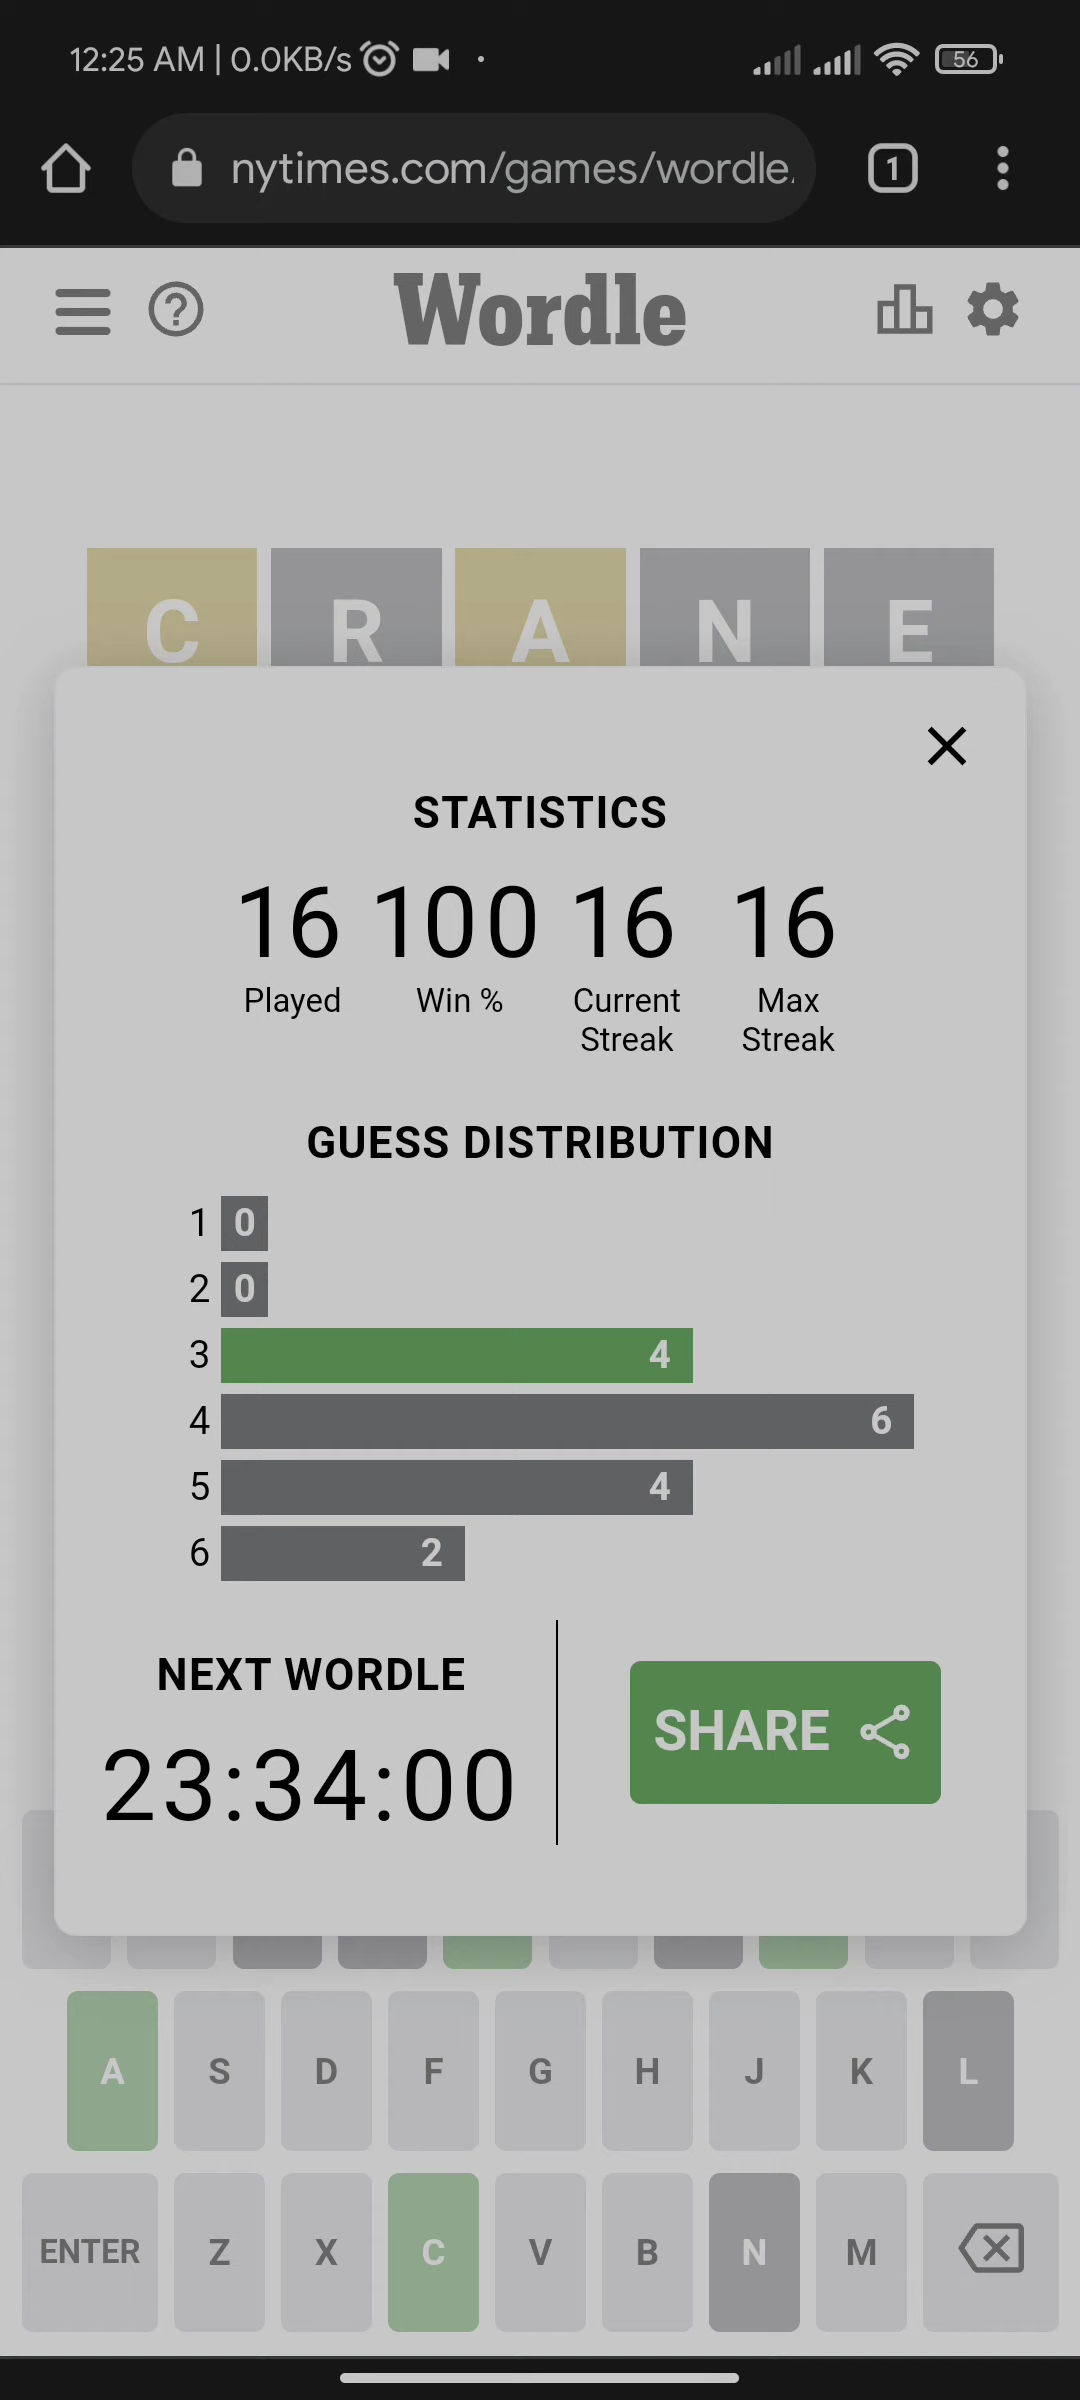 12:25 AM | 0.0KB/s 56
nytimes.com/games/wordle.
1
Wordle
C R A N E
STATISTICS
16 100 16 16
Played Win % Current Streak Max Streak
GUESS DISTRIBUTION
1 0
2 0
3 4
4 6
5 4
6 2
NEXT WORDLE
23:34:00
SHARE
A S D F G H J K L
ENTER Z X C V B N M